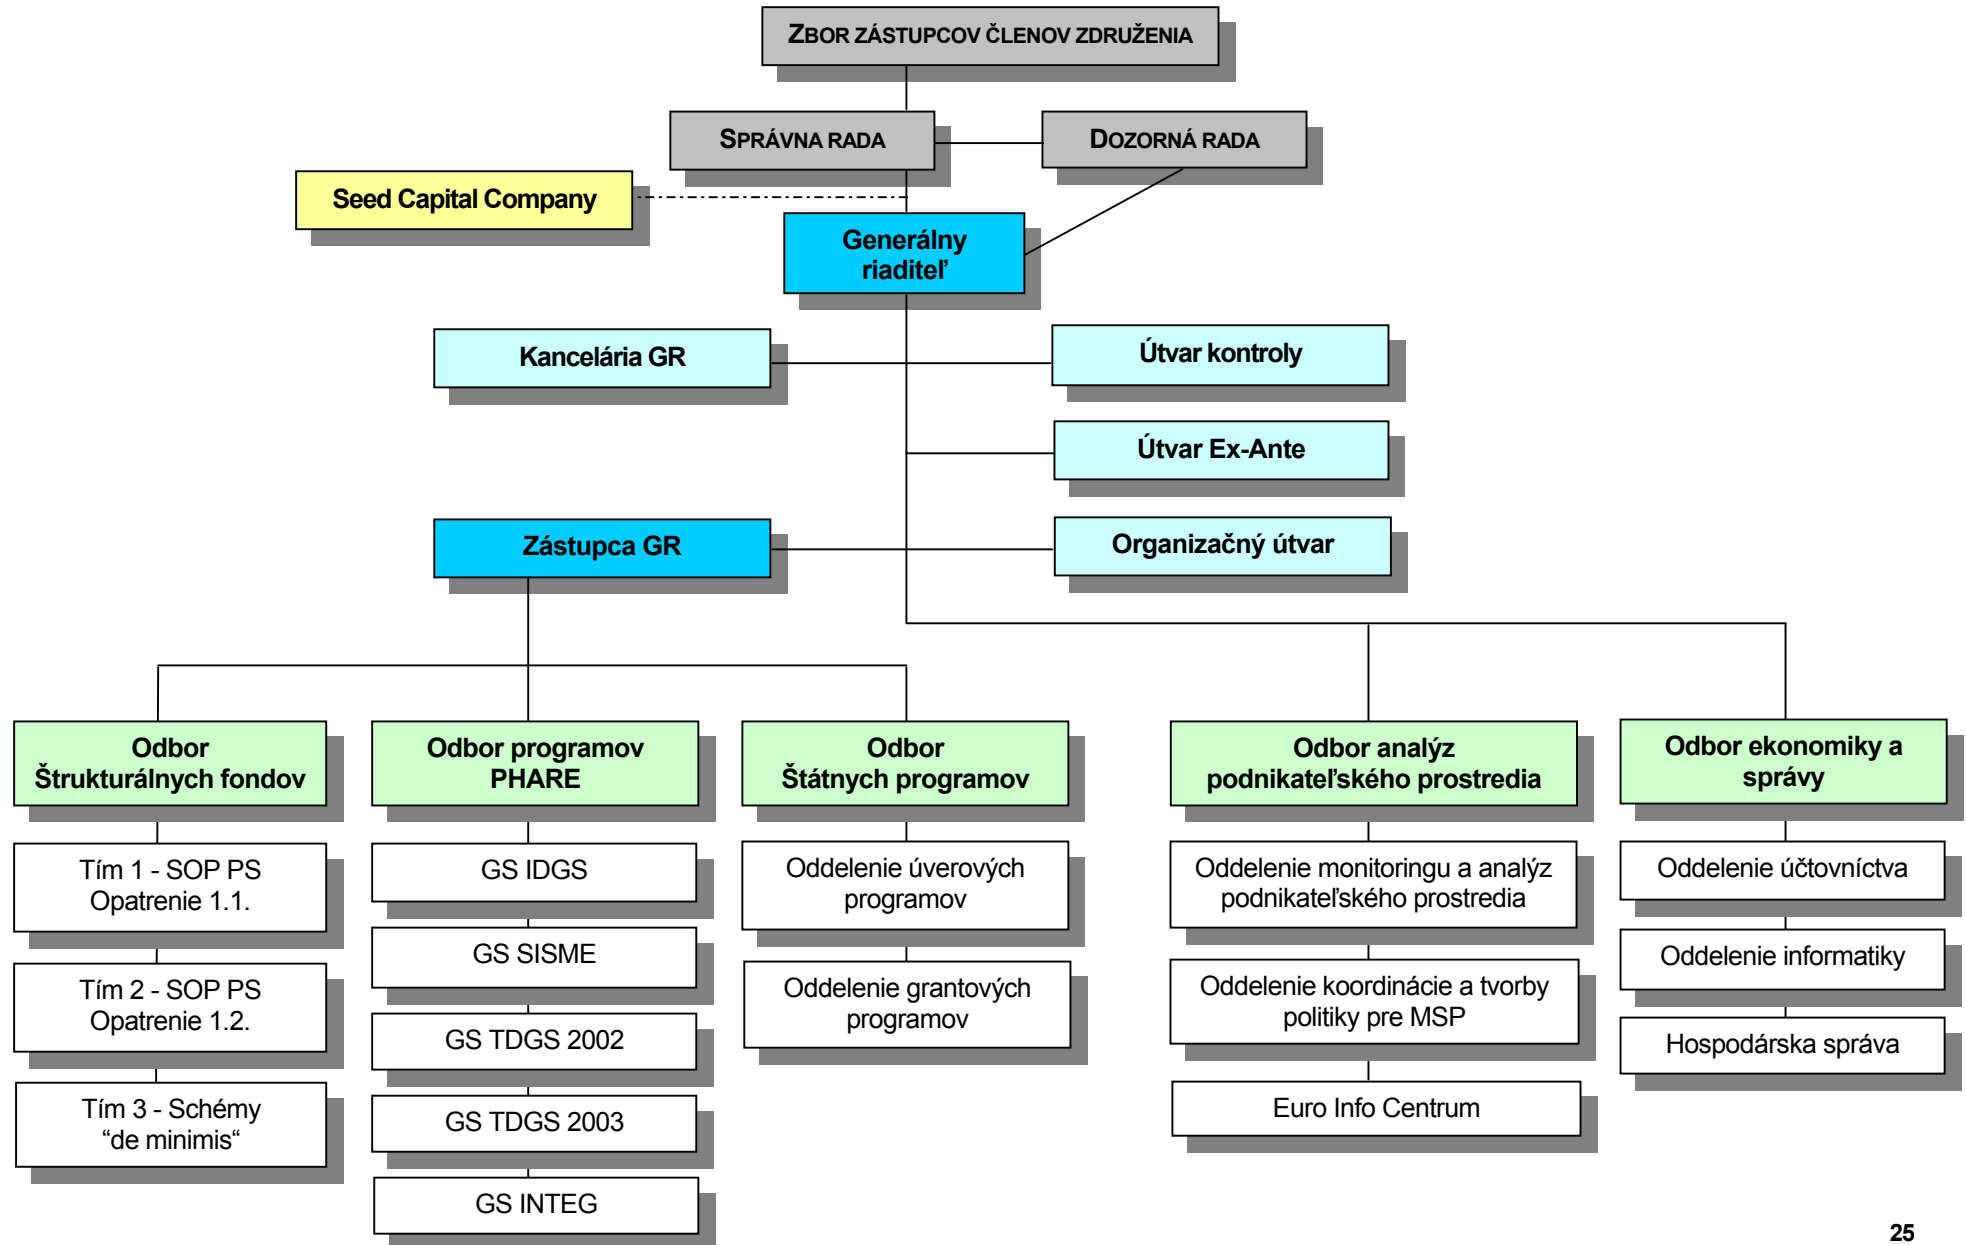 ZBOR ZÁSTUPCOV ČLENOV ZDRUŽENIA
SPRÁVNA RADA
DOZORNÁ RADA
Seed Capital Company
Generálny
riaditeľ
Kancelária GR
Útvar kontroly
Útvar Ex-Ante
Zástupca GR
Organizačný útvar
Odbor
Štrukturálnych fondov
Odbor programov
PHARE
Odbor
Štátnych programov
Odbor analýz
podnikateľského prostredia
Odbor ekonomiky a
správy
Tím 1 - SOP PS
Opatrenie 1.1.
Tím 2 - SOP PS
Opatrenie 1.2.
Tím 3 - Schémy
“de minimis“
GS IDGS
GS SISME
GS TDGS 2002
GS TDGS 2003
GS INTEG
Oddelenie úverových
programov
Oddelenie grantových
programov
Oddelenie monitoringu a analýz
podnikateľského prostredia
Oddelenie koordinácie a tvorby
politiky pre MSP
Euro Info Centrum
Oddelenie účtovníctva
Oddelenie informatiky
Hospodárska správa
25